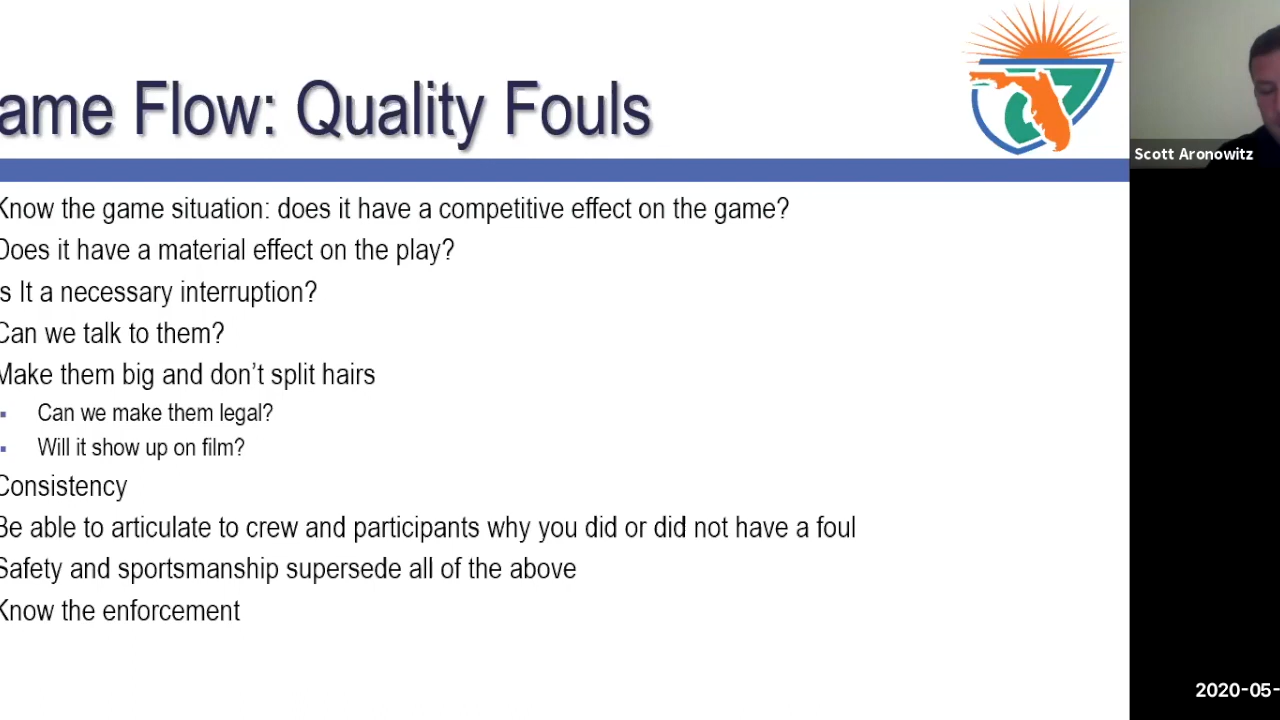 ame Flow: Quality Fouls
Scott Aronowitz
Know the game situation: does it have a competitive effect on the game?
Does it have a material effect on the play?
s It a necessary interruption?
Can we talk to them?
Make them big and don’t split hairs
▪ Can we make them legal?
▪ Will it show up on film?
Consistency
Be able to articulate to crew and participants why you did or did not have a foul
Safety and sportsmanship supersede all of the above
Know the enforcement
2020-05-